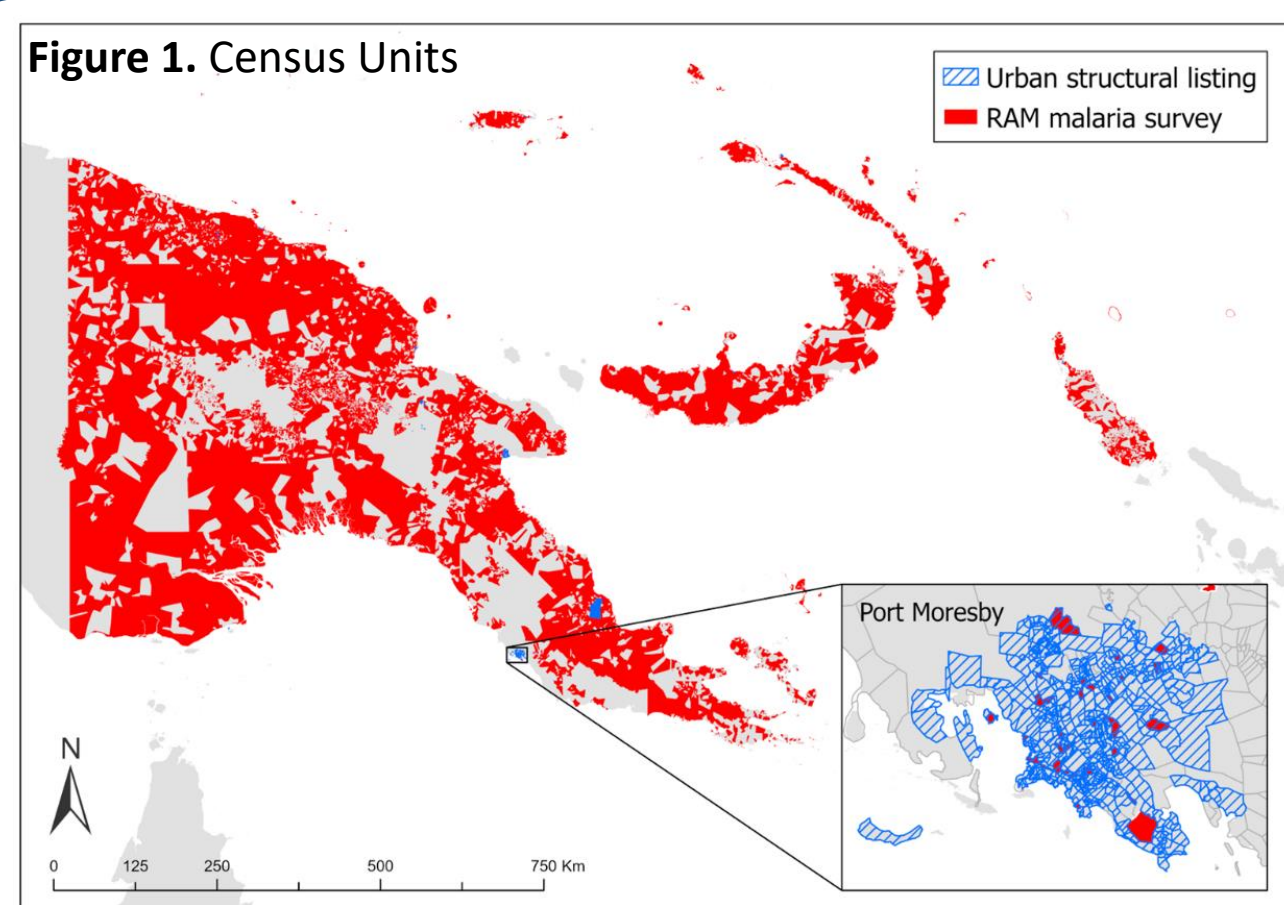 Figure 1. Census Units
Urban structural listing
RAM malaria survey
Port Moresby
N
0 125 250 500 750 Km